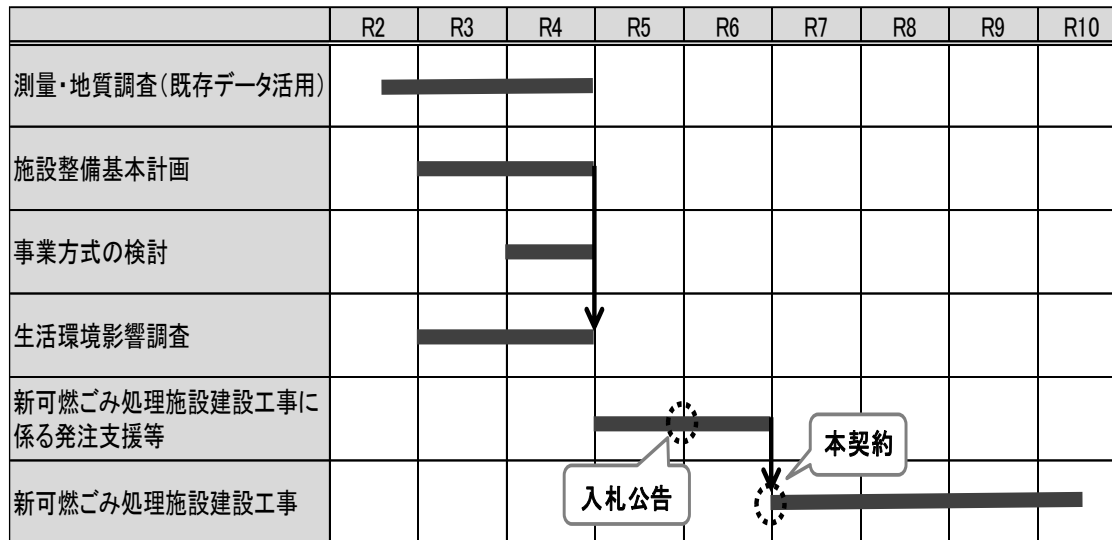 R2 R3 R4 R5 R6 R7 R8 R9 R10
測量・地質調査(既存データ活用)
施設整備基本計画
事業方式の検討
生活環境影響調査
新可燃ごみ処理施設建設工事に
係る発注支援等
本契約
入札公告
新可燃ごみ処理施設建設工事